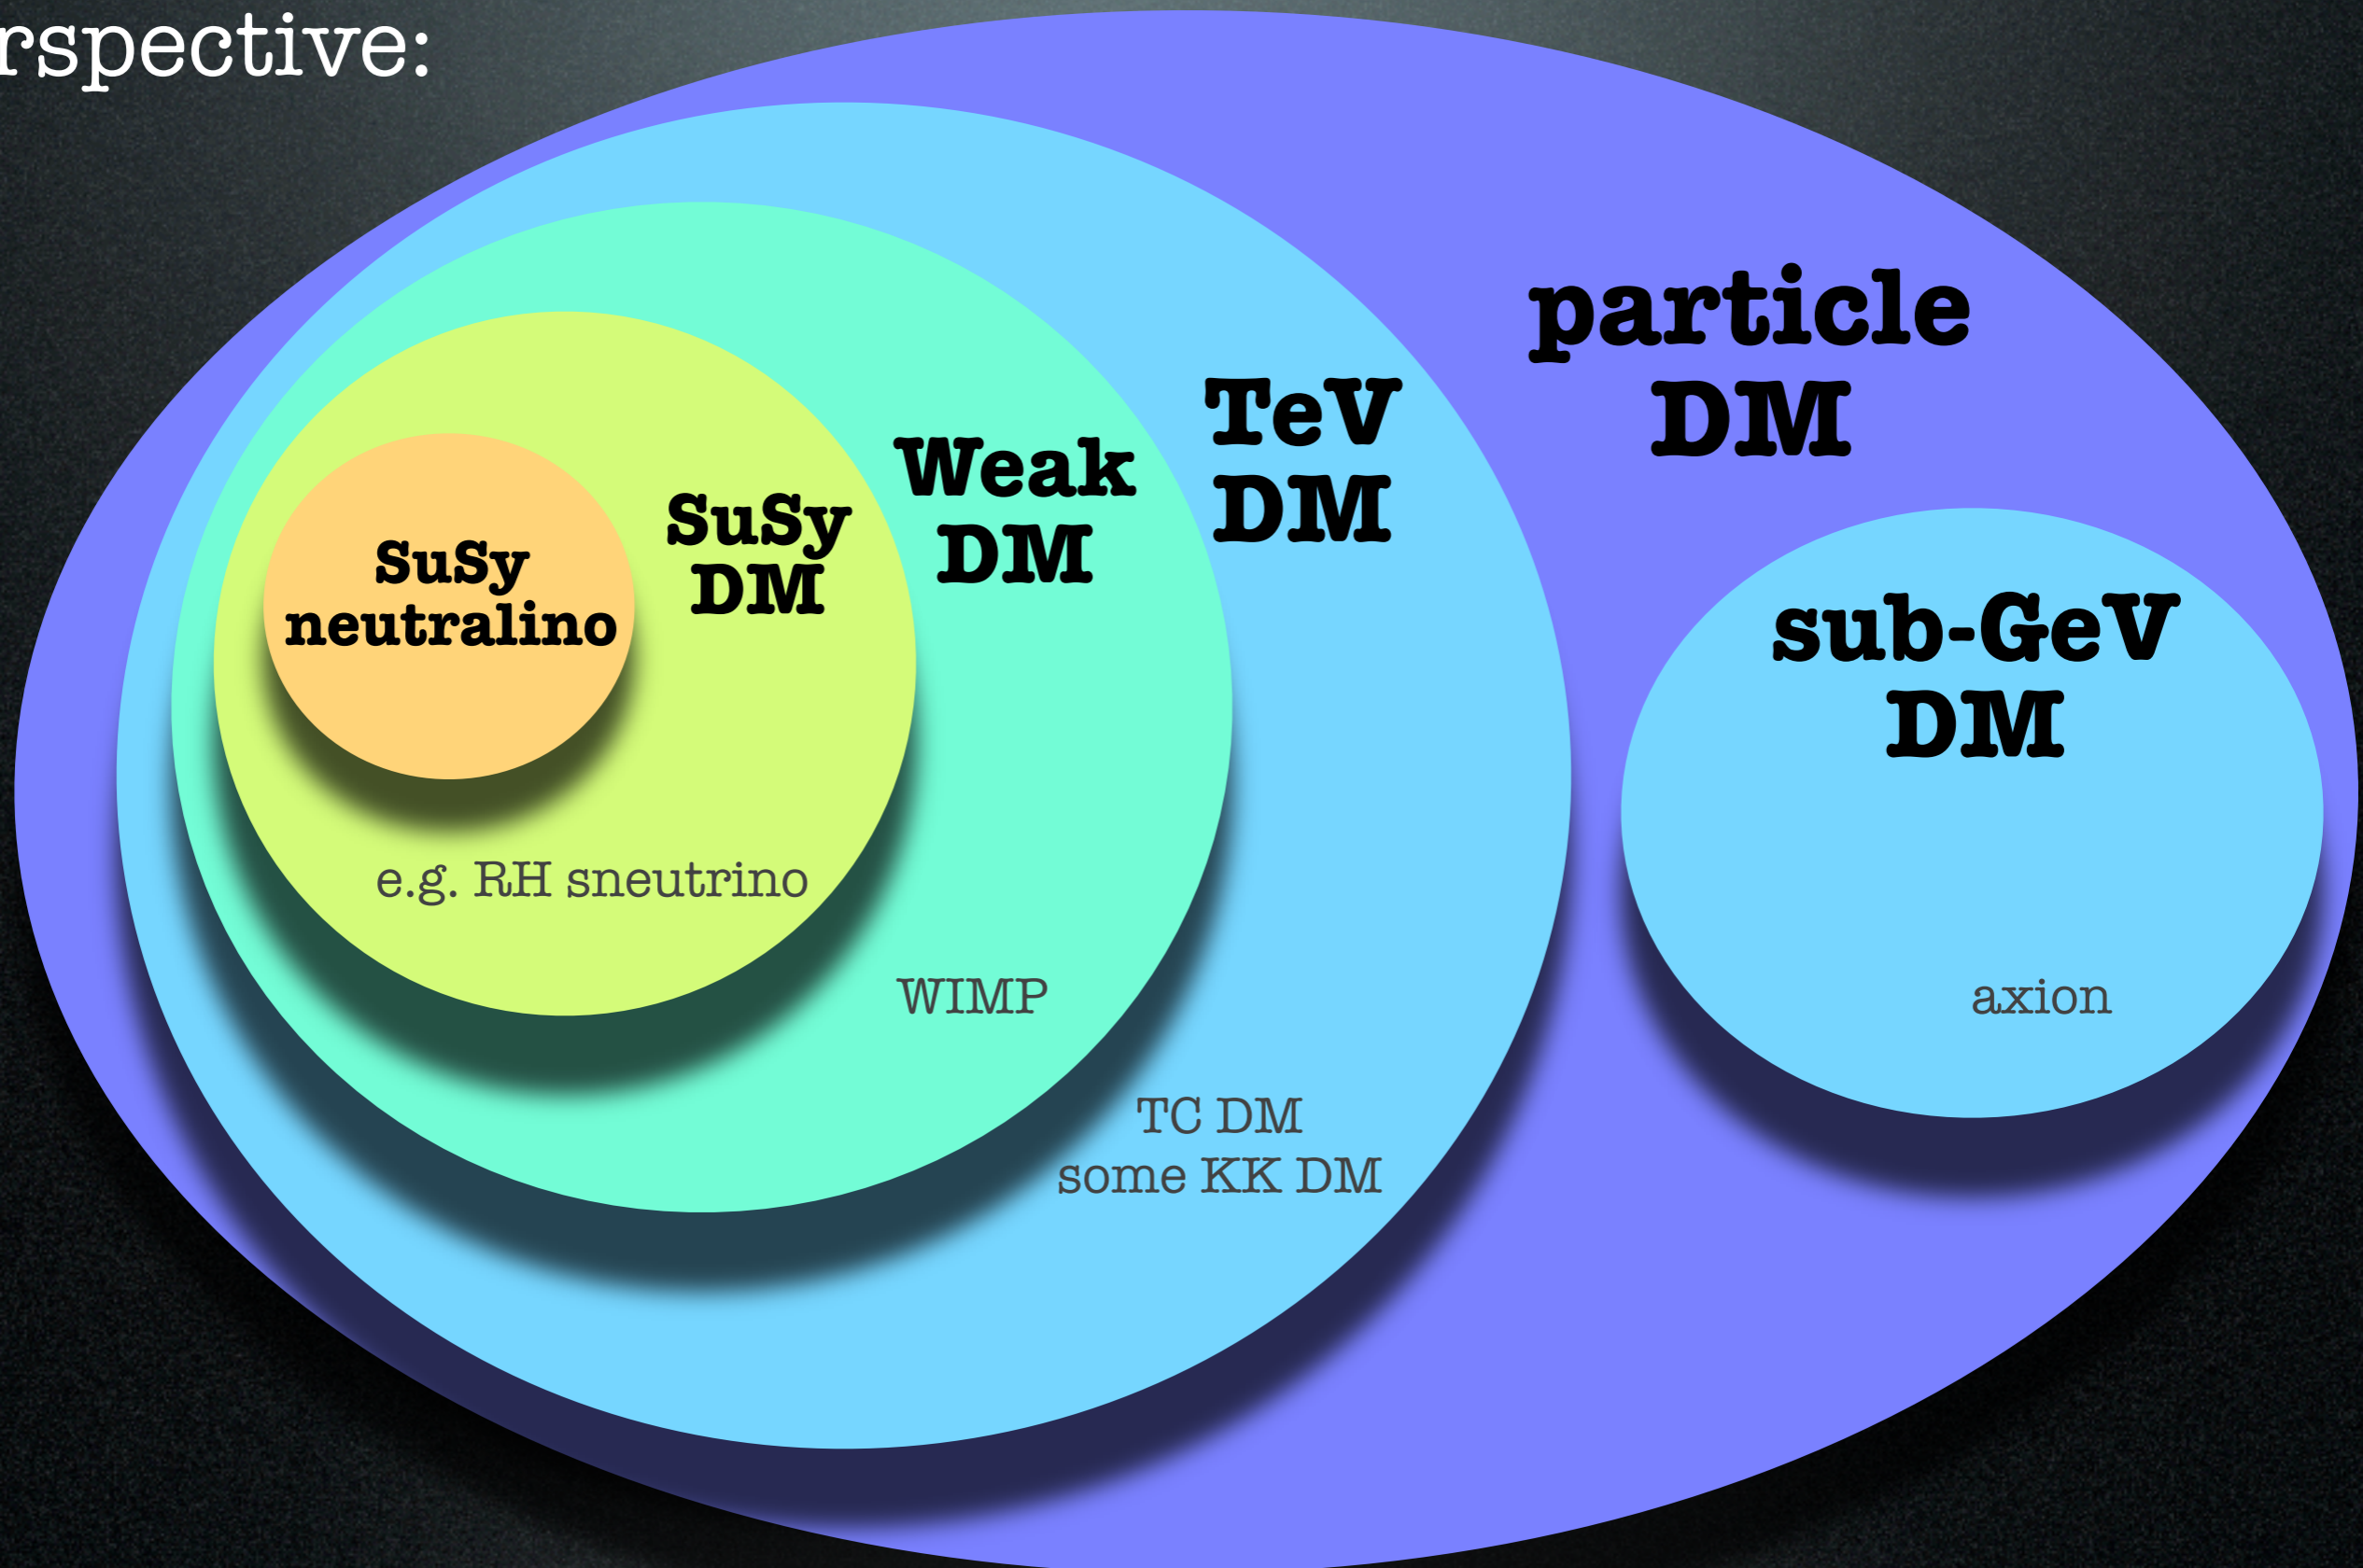 rspective:
particle
DM
TeV
DM
Weak
DM
SuSy
DM
SuSy
neutralino
sub-GeV
DM
e.g. RH sneutrino
WIMP
axion
TC DM
some KK DM